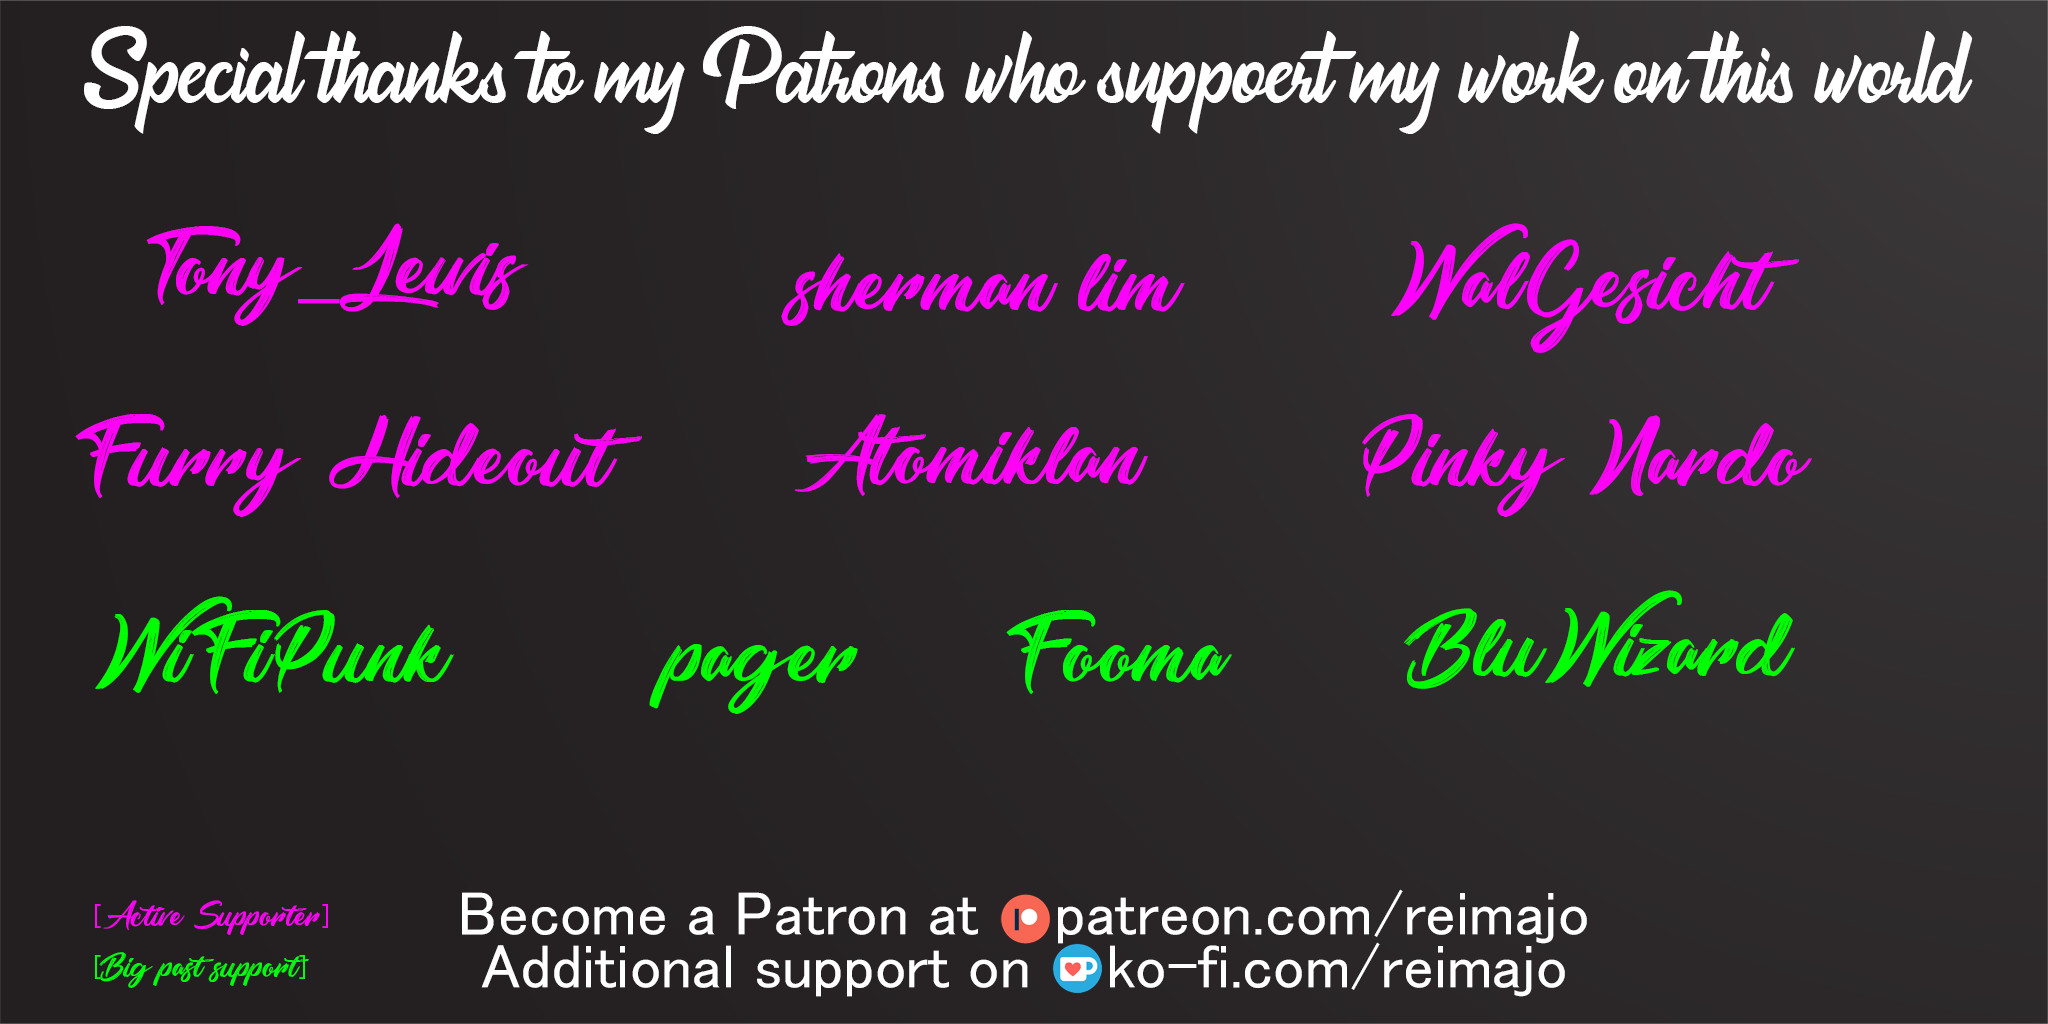 Special thanks to my Patrons who suppoert my work on this world
Tony_Lewis sherman lim WalGesicht
Furry Hideout Atomiklan Pinky Nardo
WiFiPunk pager Fooma BluWizard
[Active Supporter]
[Big past support]
Become a Patron at patreon.com/reimajo
Additional support on ko-fi.com/reimajo